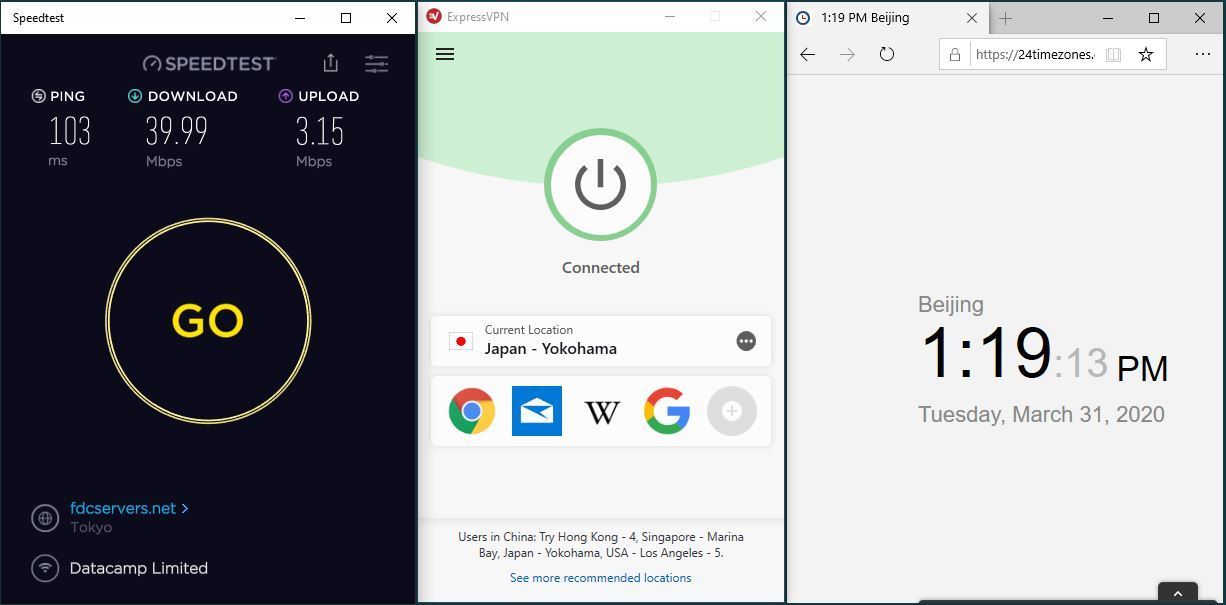 Speedtest
SPEEDTEST
PING
DOWNLOAD
UPLOAD
103
39.99
3.15
ms
Mbps
Mbps
GO
fdcservers.net >
Tokyo
Datacamp Limited
ExpressVPN
Connected
Current Location
Japan - Yokohama
W
G
Users in China: Try Hong Kong - 4, Singapore - Marina
Bay, Japan - Yokohama, USA - Los Angeles - 5.
See more recommended locations
1:19 PM Beijing
https://24timezones.
Beijing
1:19:13 PM
Tuesday, March 31, 2020